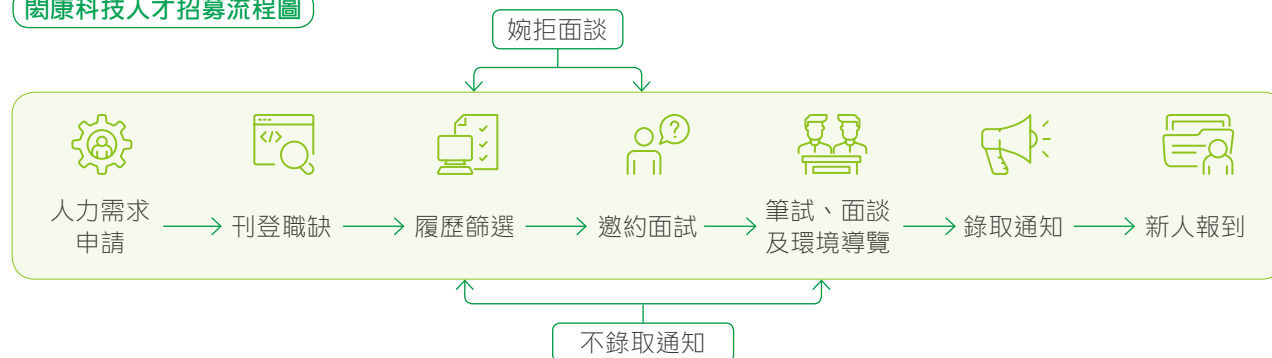 閎康科技人才招募流程圖
婉拒面談
人力需求
申請
刊登職缺
履歷篩選
邀約面試
筆試、面談
及環境導覽
錄取通知
新人報到
不錄取通知